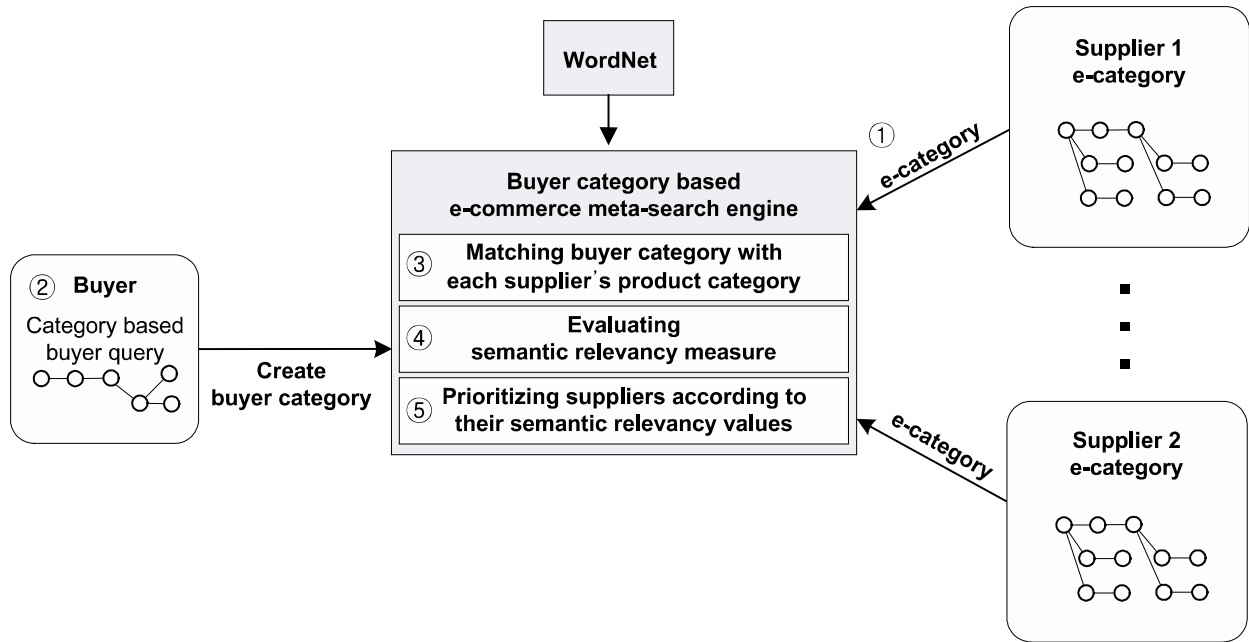 WordNet
Supplier 1
e-category
①
e-category
Buyer category based
e-commerce meta-search engine
③ Matching buyer category with
each supplier's product category
④ Evaluating
semantic relevancy measure
⑤ Prioritizing suppliers according to
their semantic relevancy values
② Buyer
Category based
buyer query
Create
buyer category
e-category
Supplier 2
e-category